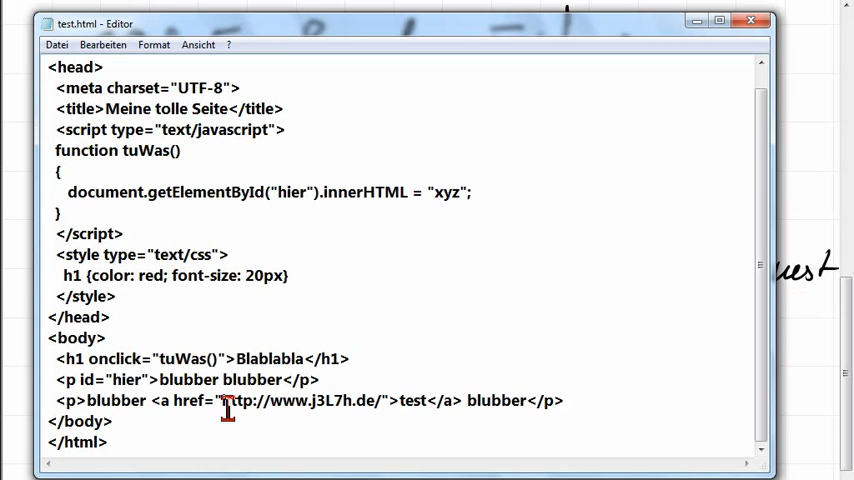 test.html - Editor
Datei Bearbeiten Format Ansicht ?
<head>
<meta charset="UTF-8">
<title>Meine tolle Seite</title>
<script type="text/javascript">
function tuWas()
{
document.getElementById("hier").innerHTML = "xyz";
}
</script>
<style type="text/css">
h1 {color: red; font-size: 20px}
</style>
</head>
<body>
<h1 onclick="tuWas()">Blablabla</h1>
<p id="hier">blubber blubber</p>
<p>blubber <a href="http://www.j3L7h.de/">test</a> blubber</p>
</body>
</html>